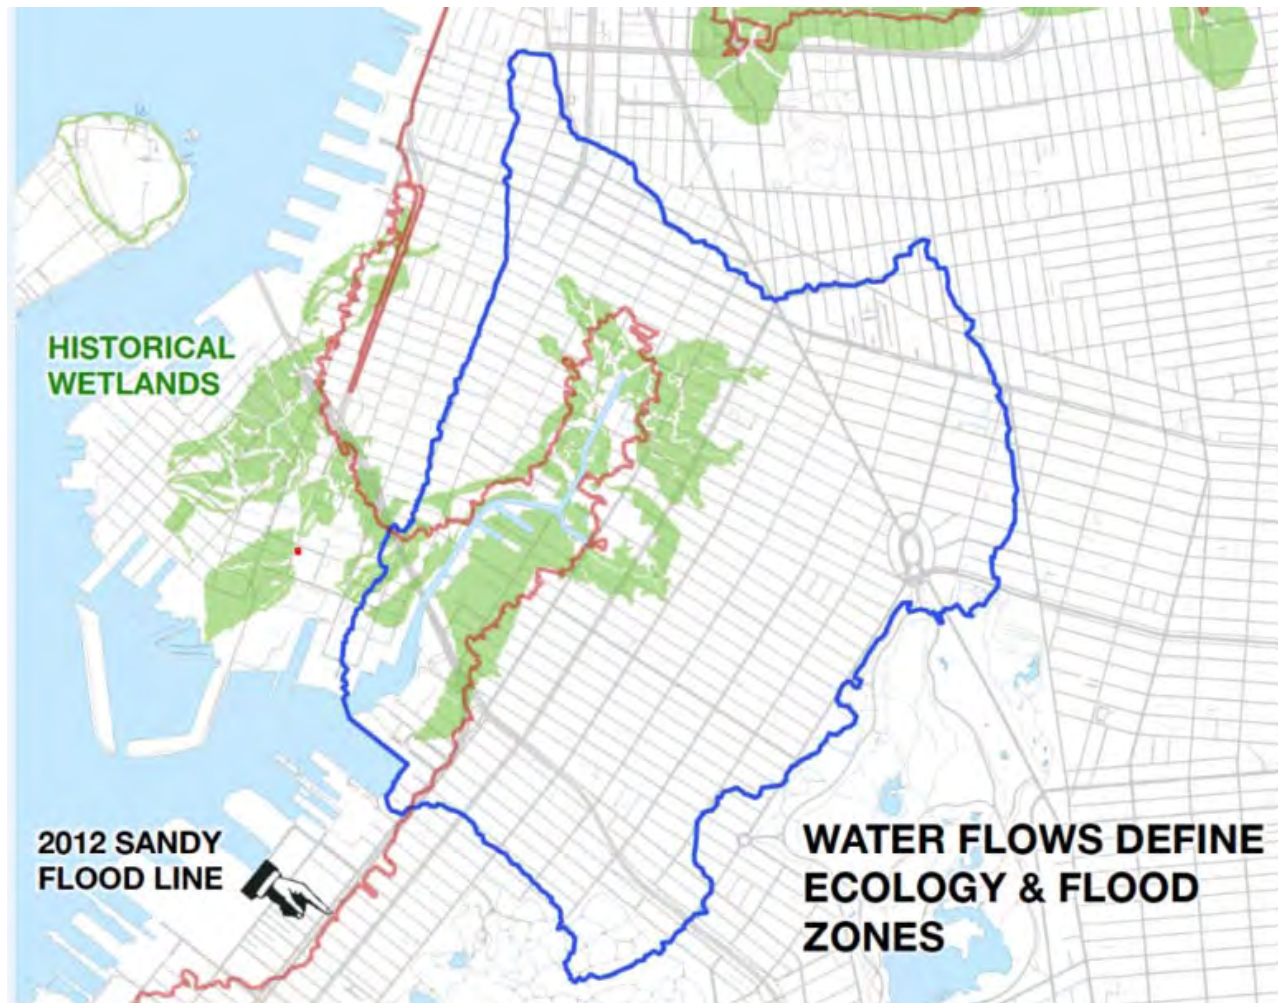 HISTORICAL
WETLANDS
2012 SANDY
FLOOD LINE
WATER FLOWS DEFINE
ECOLOGY & FLOOD
ZONES